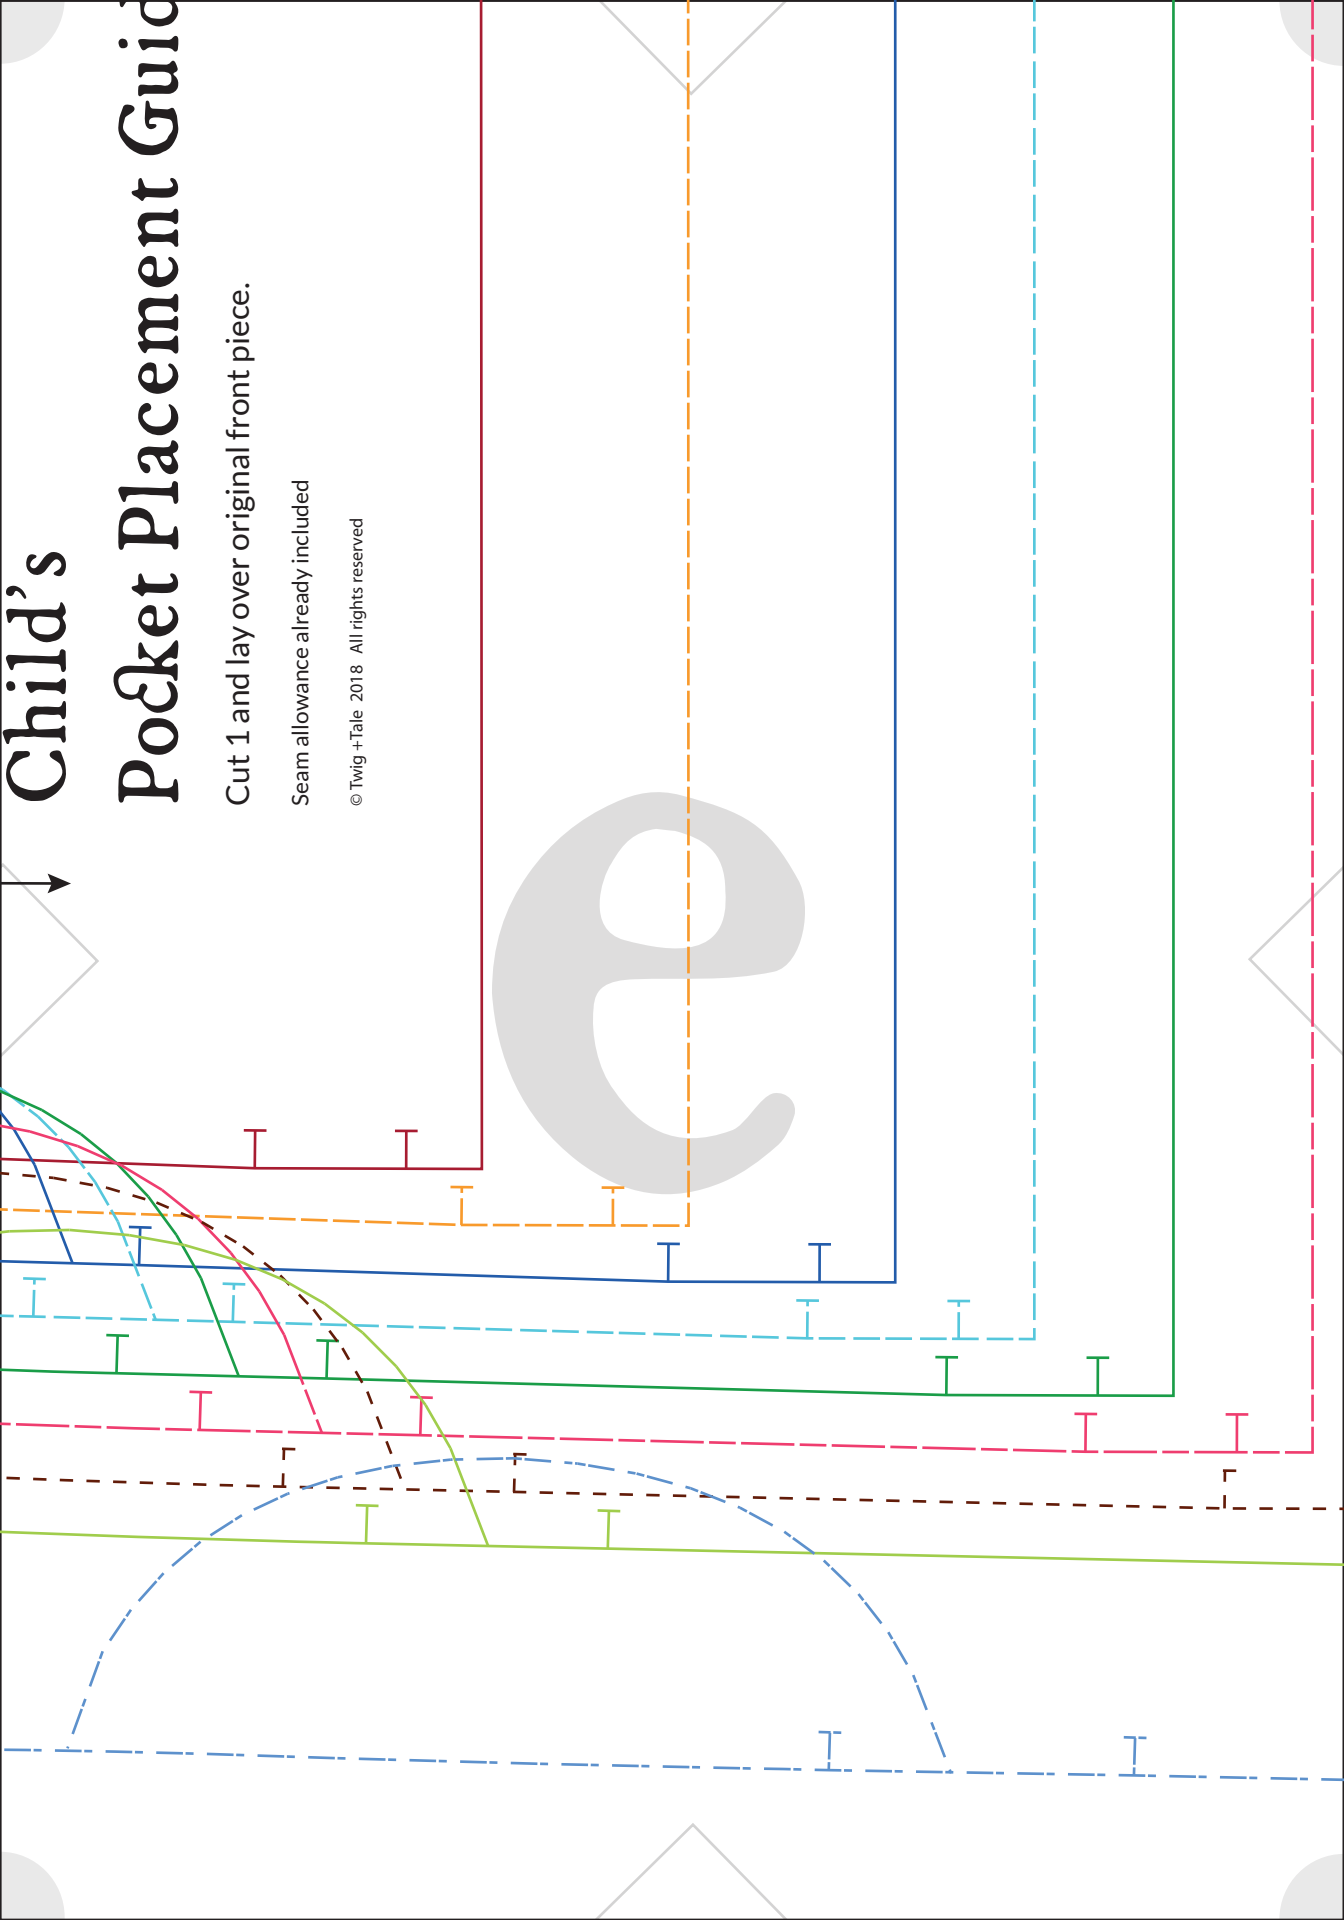 Child's
Pocket Placement Guid
Cut 1 and lay over original front piece.
Seam allowance already included
© Twig +Tale 2018 All rights reserved
e